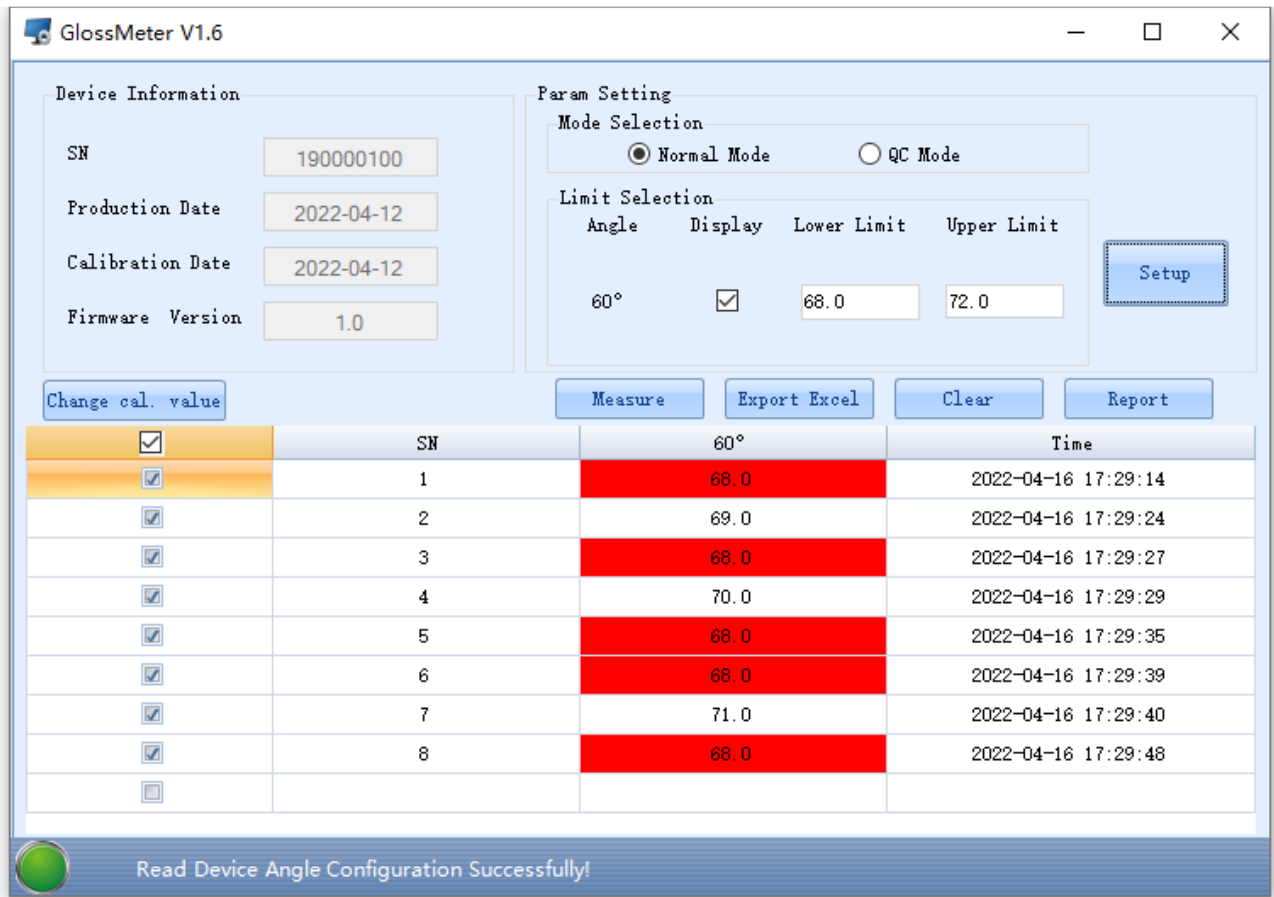 GlossMeter V1.6
Device Information
SN 190000100
Production Date 2022-04-12
Calibration Date 2022-04-12
Firmware Version 1.0
Param Setting
Mode Selection
Normal Mode QC Mode
Limit Selection
Angle Display Lower Limit Upper Limit
60° 68.0 72.0
Setup
Change cal. value Measure Export Excel Clear Report
SN 60° Time
1 68.0 2022-04-16 17:29:14
2 69.0 2022-04-16 17:29:24
3 68.0 2022-04-16 17:29:27
4 70.0 2022-04-16 17:29:29
5 68.0 2022-04-16 17:29:35
6 68.0 2022-04-16 17:29:39
7 71.0 2022-04-16 17:29:40
8 68.0 2022-04-16 17:29:48
Read Device Angle Configuration Successfully!